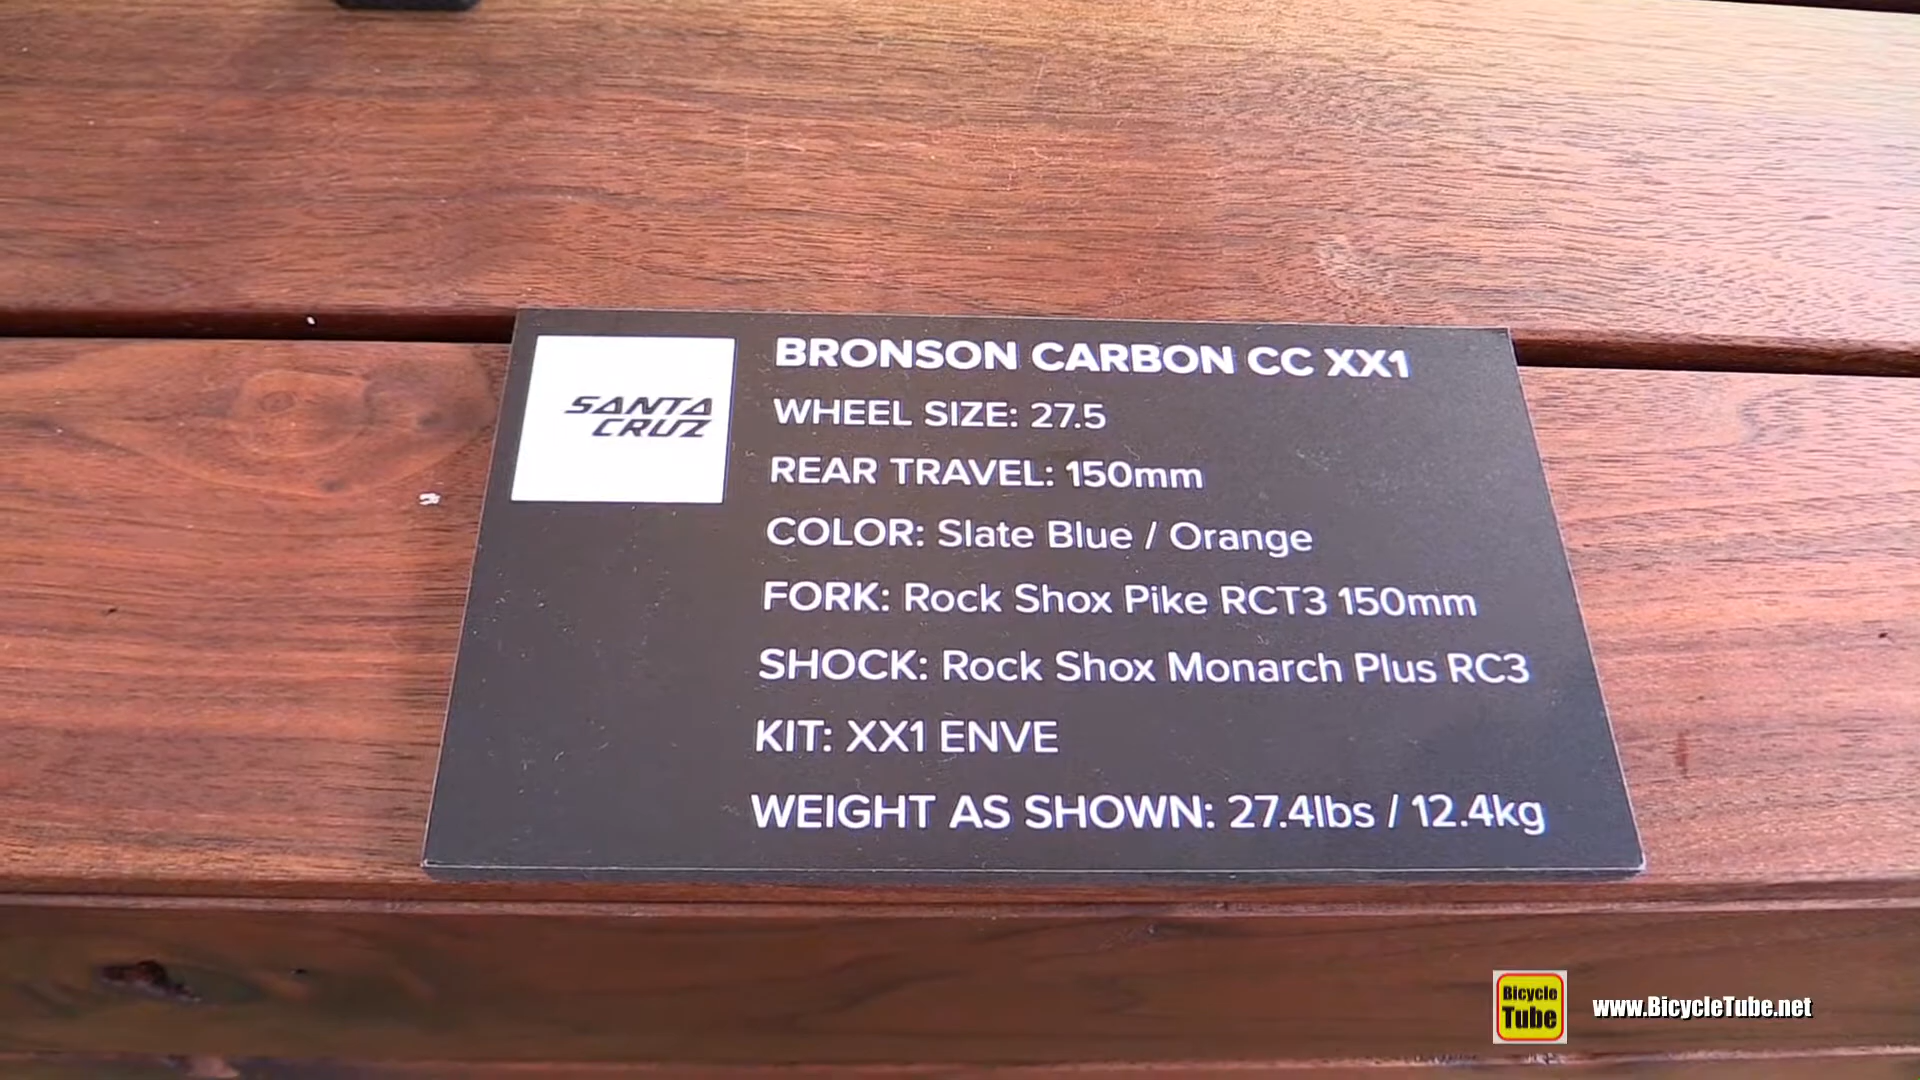 SANTA
CRUZ
BRONSON CARBON CC XX1
WHEEL SIZE: 27.5
REAR TRAVEL: 150mm
COLOR: Slate Blue / Orange
FORK: Rock Shox Pike RCT3 150mm
SHOCK: Rock Shox Monarch Plus RC3
KIT: XX1 ENVE
WEIGHT AS SHOWN: 27.4lbs / 12.4kg
Bicycle
Tube
www.BicycleTube.net